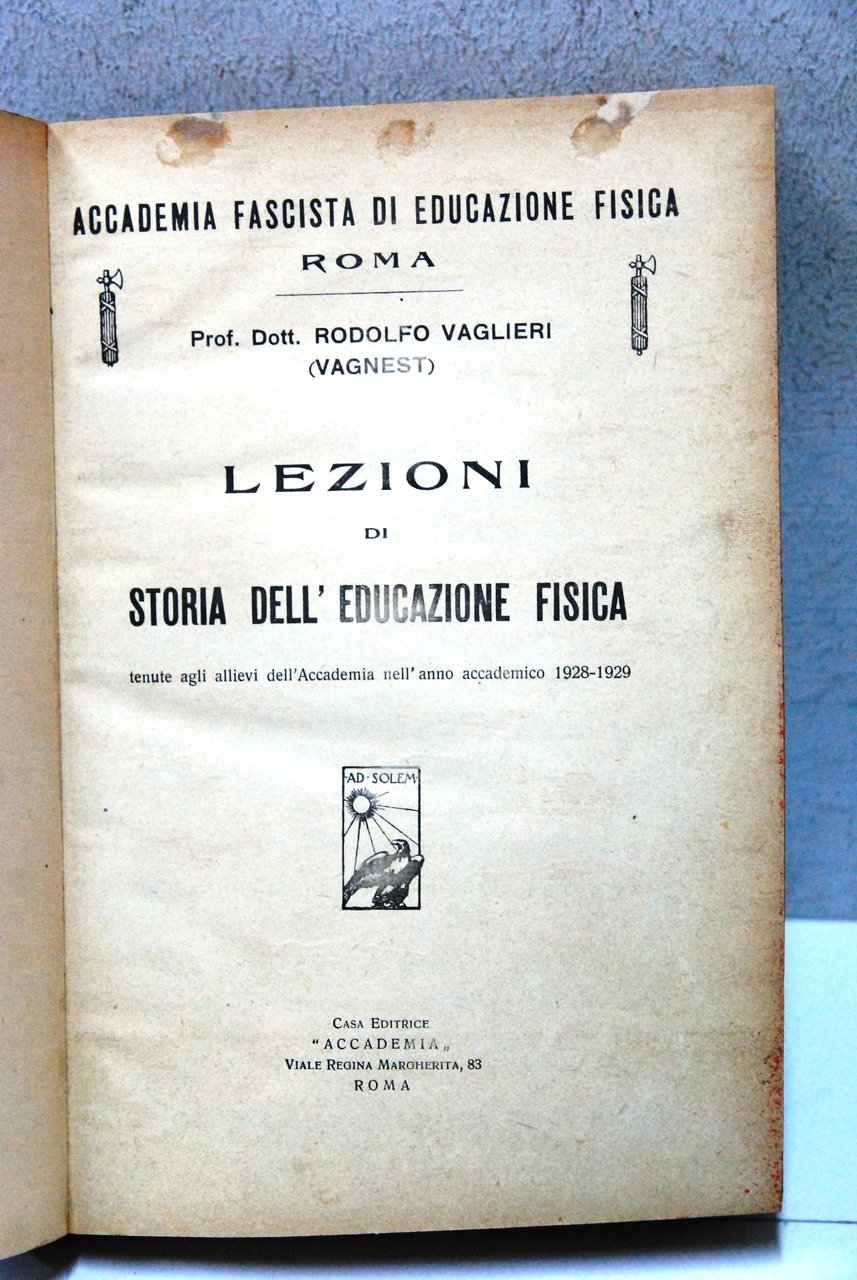 ACCADEMIA FASCISTA DI EDUCAZIONE FISICA
ROMA
Prof. Dott. RODOLFO VAGLIERI
(VAGNEST)
LEZIONI
DI
STORIA DELL' EDUCAZIONE FISICA
tenute agli allievi dell'Accademia nell'anno accademico 1928-1929
·AD·SOLEM·
CASA EDITRICE
"ACCADEMIA„
VIALE REGINA MARGHERITA, 83
ROMA